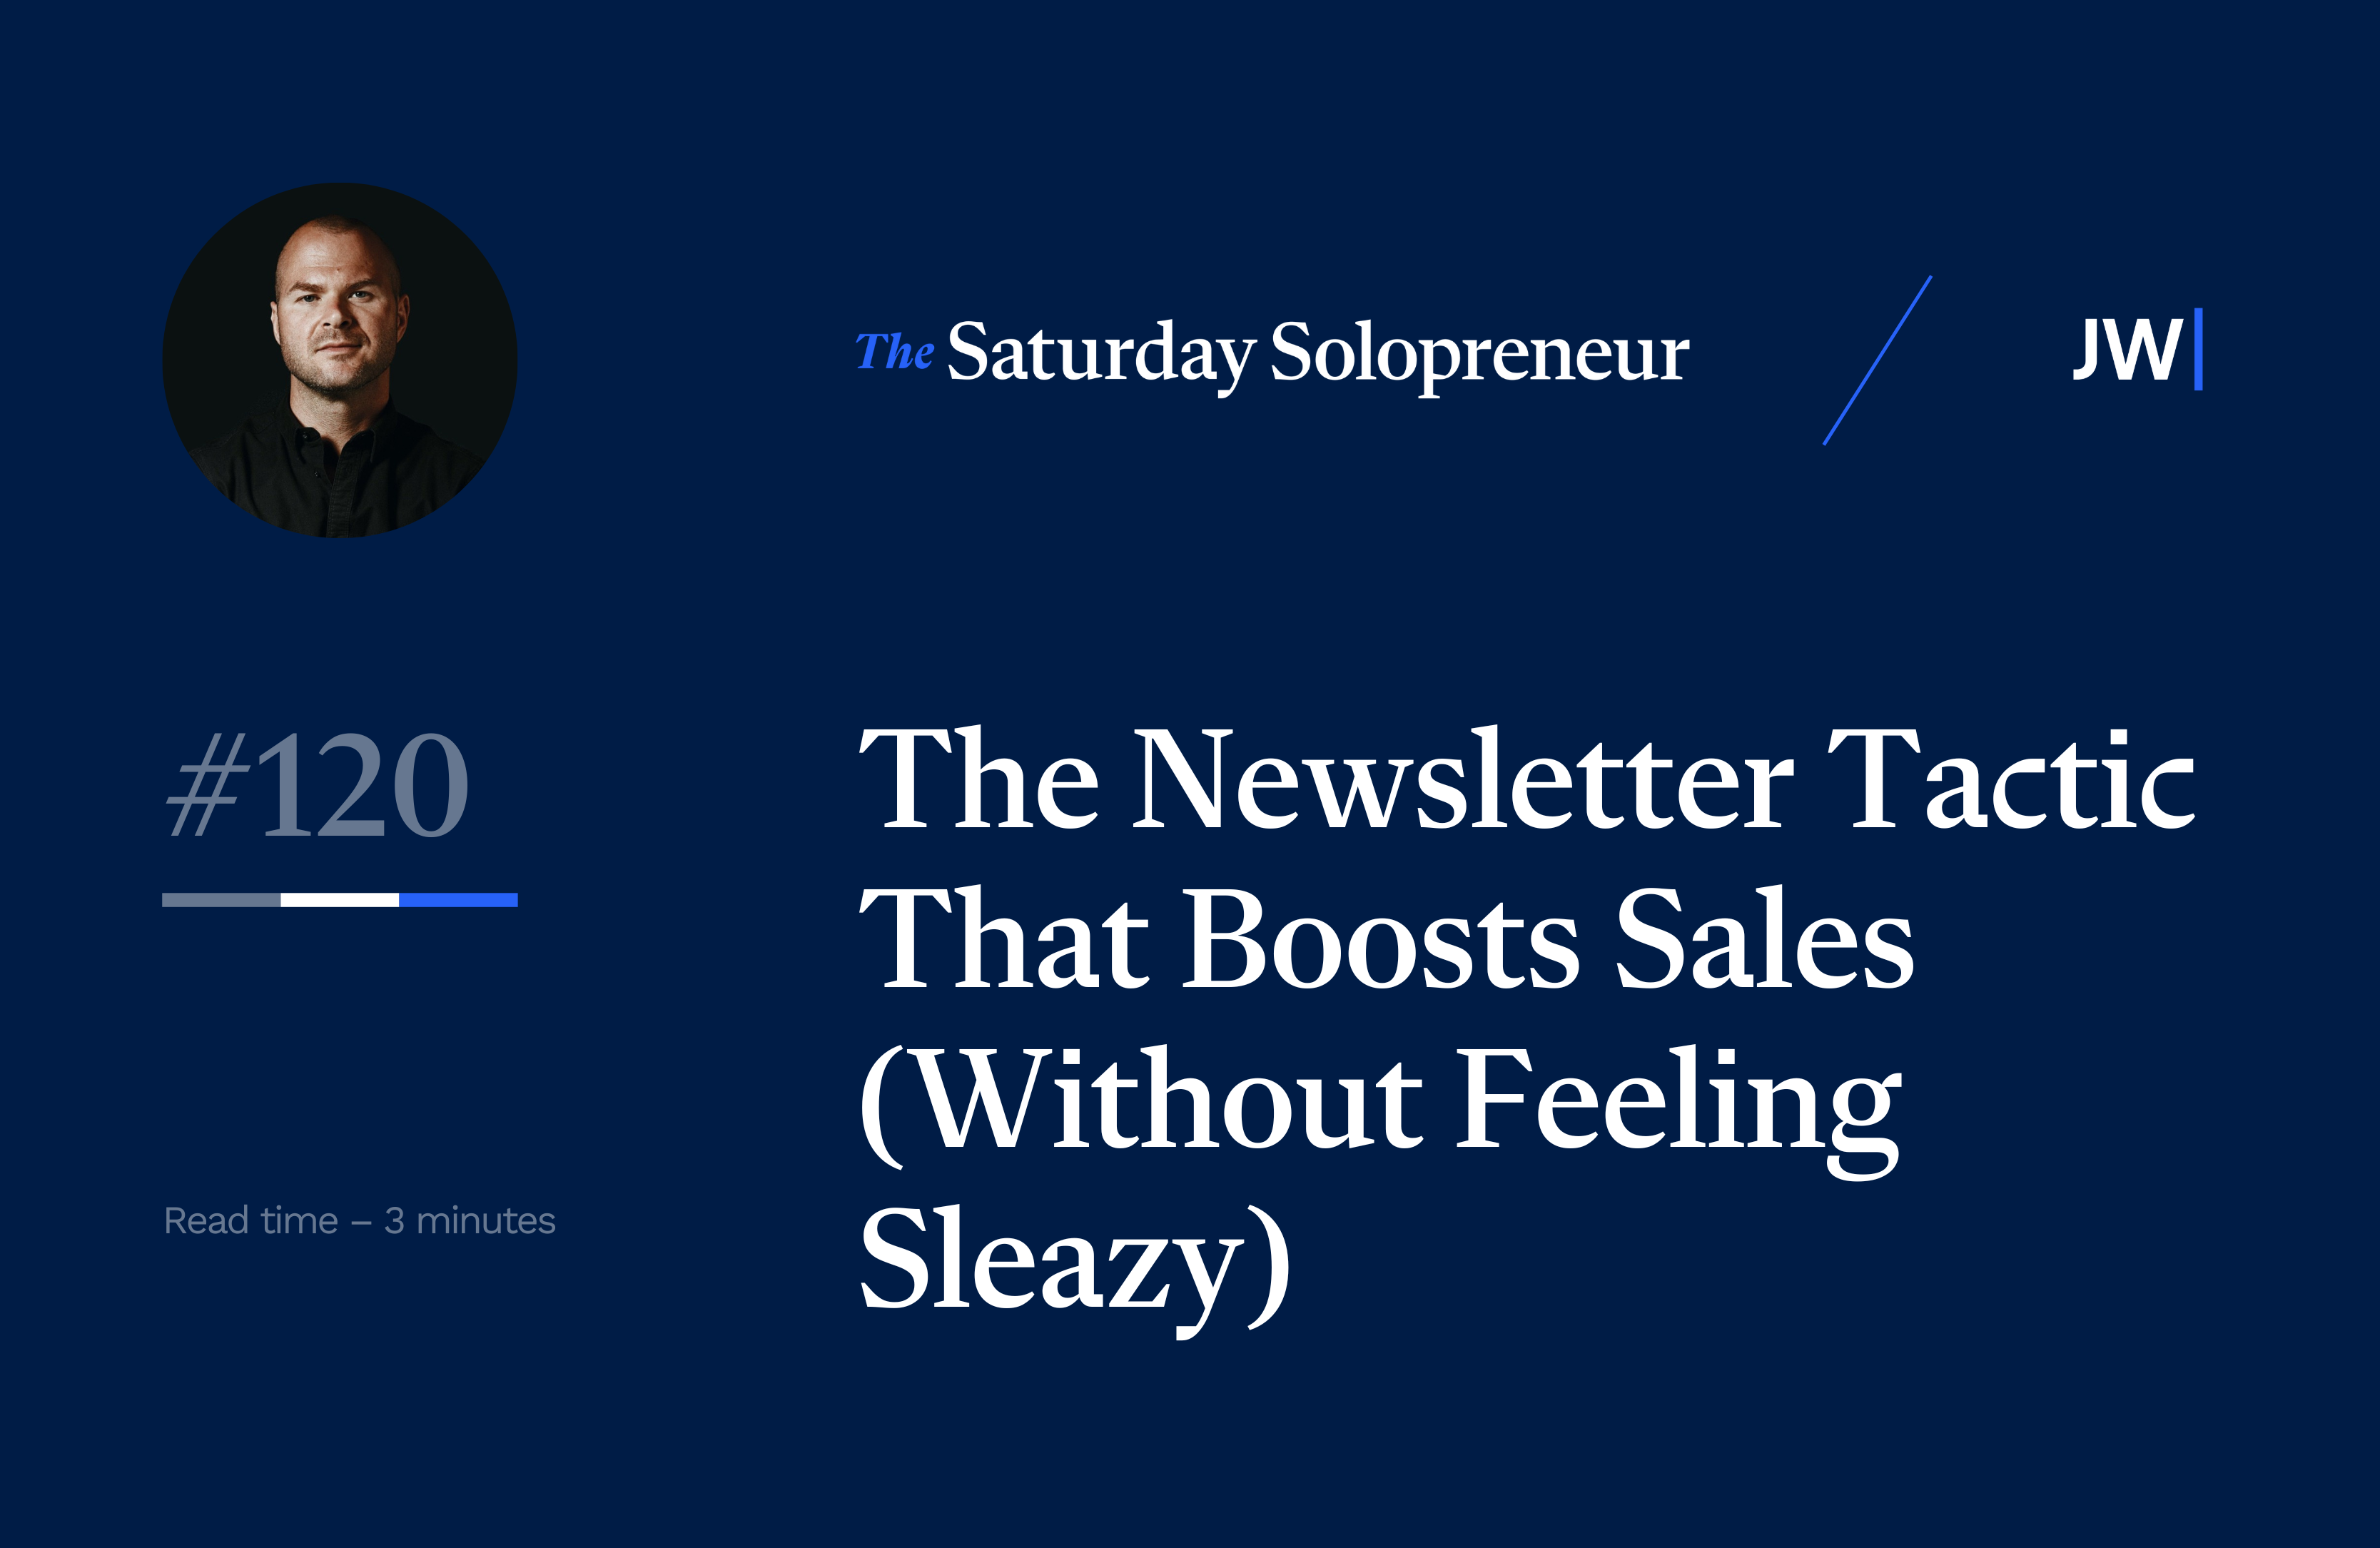 The Saturday Solopreneur
JW
#120
The Newsletter Tactic
That Boosts Sales
(Without Feeling
Sleazy)
Read time – 3 minutes